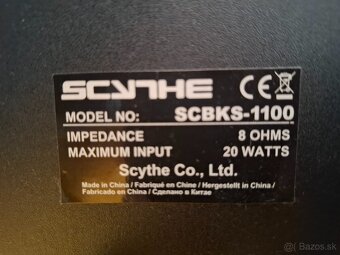 SCYTHE CE
MODEL NO: SCBKS-1100
IMPEDANCE 8 OHMS
MAXIMUM INPUT 20 WATTS
Scythe Co., Ltd.
Made in China / Fabriqué en Chine / Hergestellt in China /
Fabricado en China / Сделано в Китае
© Bazos.sk